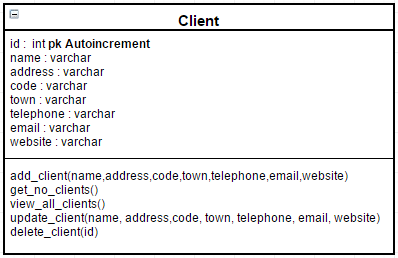 Client
id : int pk Autoincrement
name : varchar
address : varchar
code : varchar
town : varchar
telephone : varchar
email : varchar
website : varchar
add_client(name,address,code,town,telephone,email,website)
get_no_clients()
view_all_clients()
update_client(name, address,code, town, telephone, email, website)
delete_client(id)